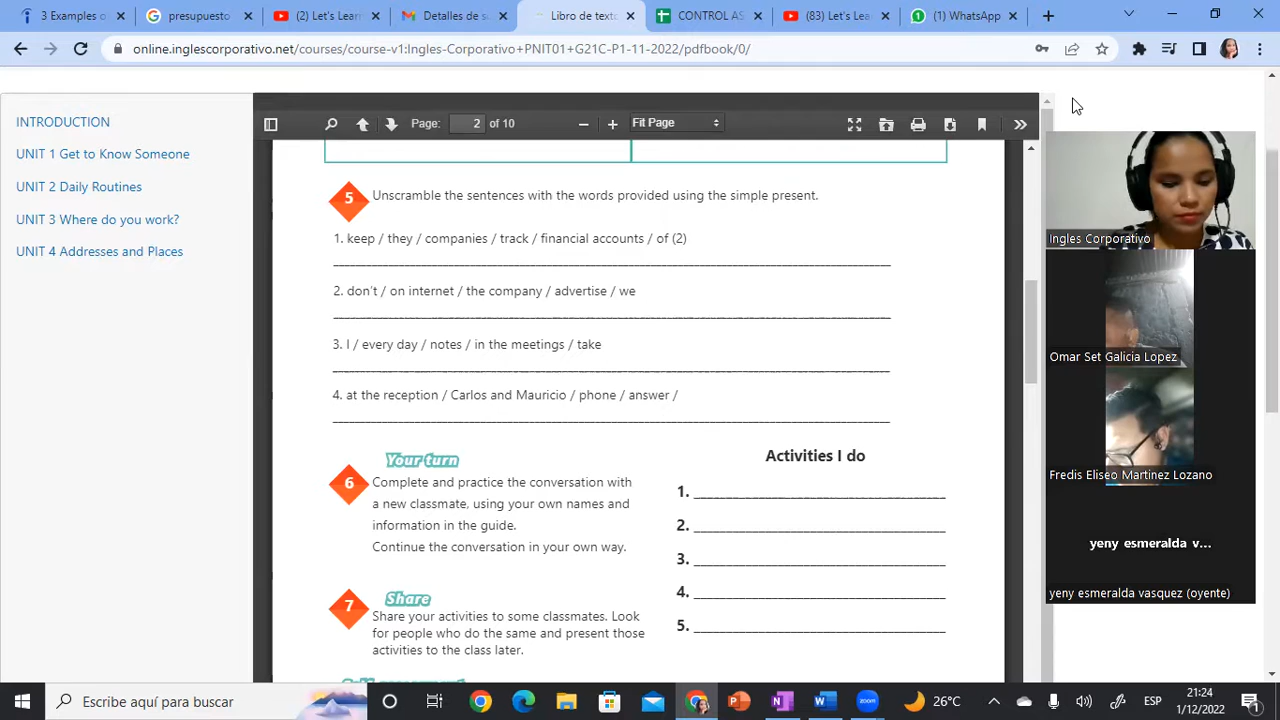 3 Examples o
presupuesto
(2) Let's Lear
Detalles de su
Libro de texto
CONTROL AS
(83) Let's Lea
(1) WhatsApp
online.inglescorporativo.net/courses/course-v1:Ingles-Corporativo+PNIT01+G21C-P1-11-2022/pdfbook/0/
INTRODUCTION
UNIT 1 Get to Know Someone
UNIT 2 Daily Routines
UNIT 3 Where do you work?
UNIT 4 Addresses and Places
Page: 2 of 10
Fit Page
5 Unscramble the sentences with the words provided using the simple present.
1. keep / they / companies / track / financial accounts / of (2)
2. don't / on internet / the company / advertise / we
3. I / every day / notes / in the meetings / take
4. at the reception / Carlos and Mauricio / phone / answer /
Your turn
6 Complete and practice the conversation with
a new classmate, using your own names and
information in the guide.
Continue the conversation in your own way.
Activities I do
1.
2.
3.
4.
5.
Share
7 Share your activities to some classmates. Look
for people who do the same and present those
activities to the class later.
Ingles Corporativo
Omar Set Galicia Lopez
Fredis Eliseo Martinez Lozano
yeny esmeralda v...
yeny esmeralda vasquez (oyente)
Escribe aquí para buscar
26°C
ESP
21:24
1/12/2022